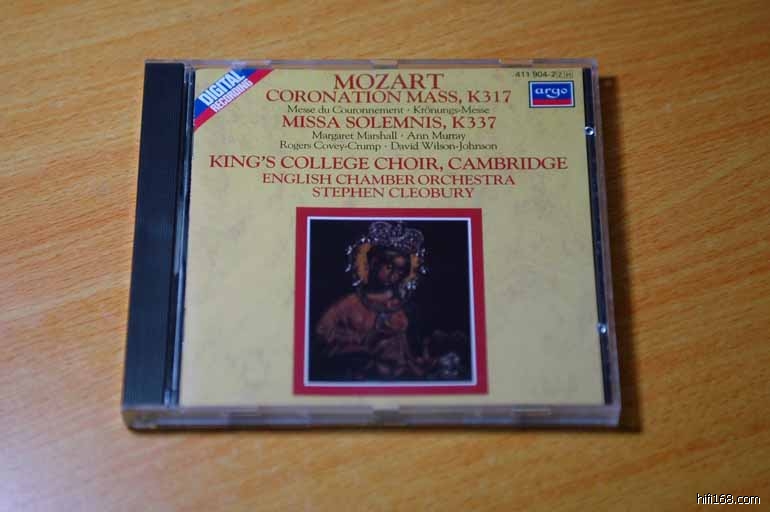 DIGITAL
RECORDING
MOZART
411 904-2 ZH
argo
CORONATION MASS, K317
Messe du Couronnement · Krönungs-Messe
MISSA SOLEMNIS, K337
Margaret Marshall · Ann Murray
Rogers Covey-Crump · David Wilson-Johnson
KING'S COLLEGE CHOIR, CAMBRIDGE
ENGLISH CHAMBER ORCHESTRA
STEPHEN CLEOBURY
hifi168.com